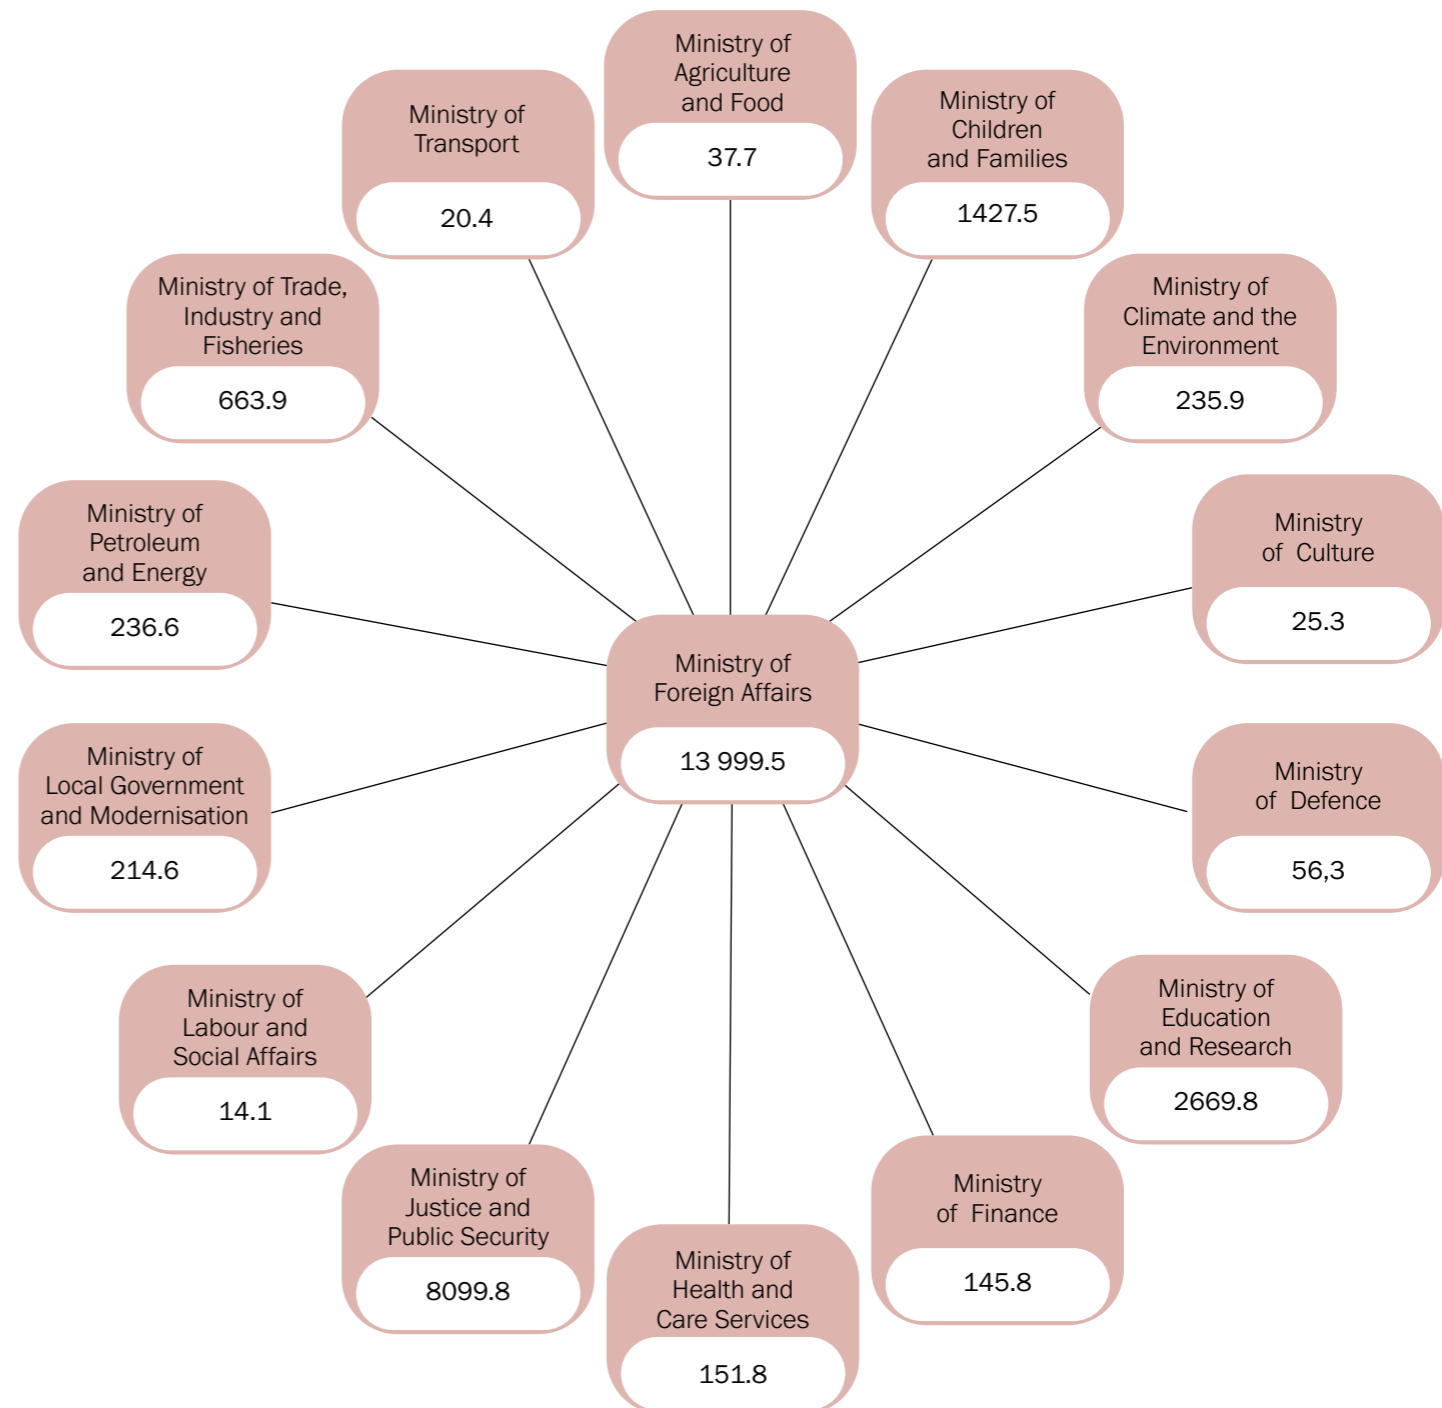 Ministry of
Agriculture
and Food
37.7
Ministry of
Children
and Families
1427.5
Ministry of
Climate and the
Environment
235.9
Ministry
of Culture
25.3
Ministry
of Defence
56,3
Ministry of
Education
and Research
2669.8
Ministry
of Finance
145.8
Ministry of
Health and
Care Services
151.8
Ministry of
Justice and
Public Security
8099.8
Ministry of
Labour and
Social Affairs
14.1
Ministry of
Local Government
and Modernisation
214.6
Ministry of
Petroleum
and Energy
236.6
Ministry of Trade,
Industry and
Fisheries
663.9
Ministry of
Transport
20.4
Ministry of
Foreign Affairs
13 999.5